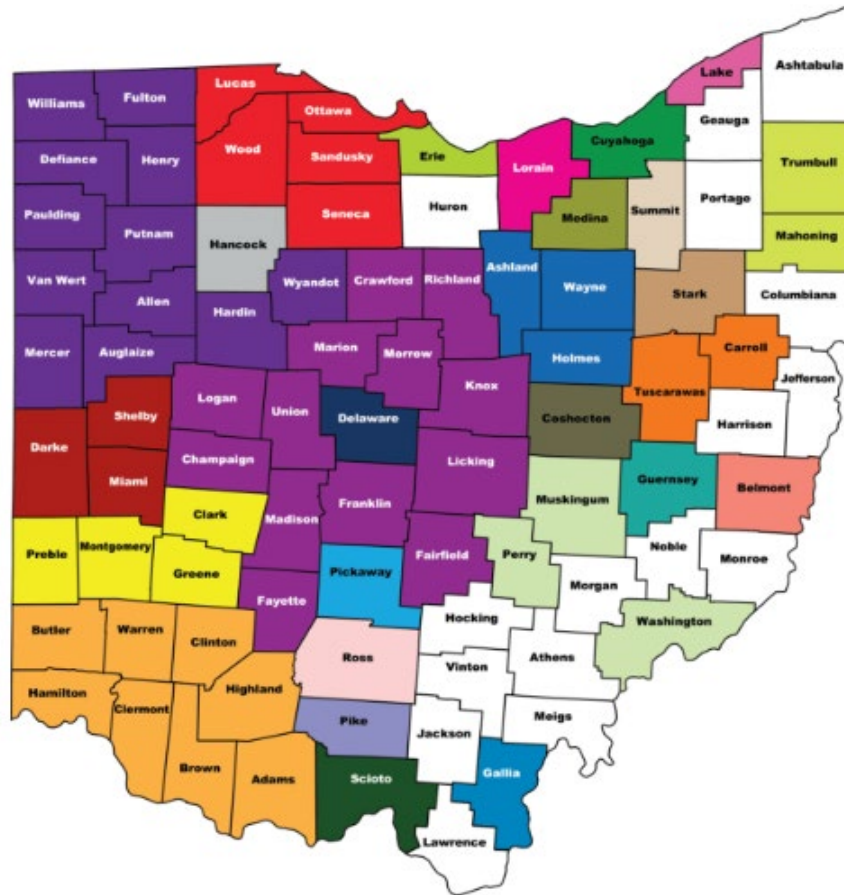 Lucas
Lake
Ashtabula
Williams
Fulton
Ottawa
Geauga
Cuyahoga
Wood
Defiance
Henry
Sandusky
Erie
Lorain
Trumbull
Paulding
Seneca
Huron
Medina
Summit
Portage
Putnam
Hancock
Mahoning
Van Wert
Wyandot
Crawford
Richland
Ashland
Wayne
Stark
Columbiana
Allen
Hardin
Mercer
Auglaize
Marion
Morrow
Holmes
Carroll
Jefferson
Logan
Union
Knox
Tuscarawas
Shelby
Delaware
Coshocton
Harrison
Darke
Champaign
Licking
Miami
Guernsey
Belmont
Clark
Madison
Franklin
Muskingum
Preble
Montgomery
Greene
Pickaway
Fairfield
Perry
Noble
Monroe
Fayette
Morgan
Hocking
Butler
Warren
Clinton
Washington
Ross
Athens
Vinton
Hamilton
Highland
Clermont
Pike
Jackson
Meigs
Brown
Adams
Scioto
Gallia
Lawrence